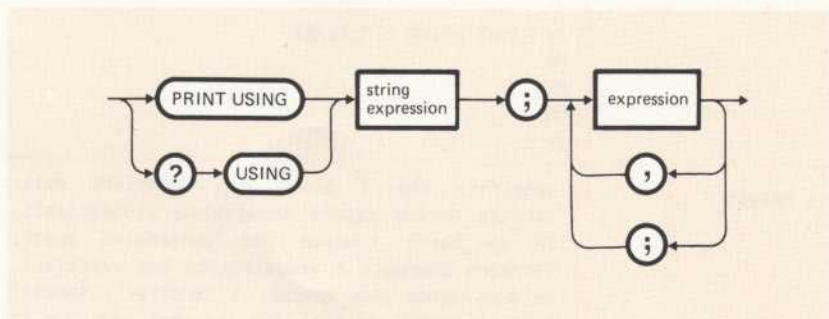 PRINT USING
string
expression
;
expression
? USING
,
;